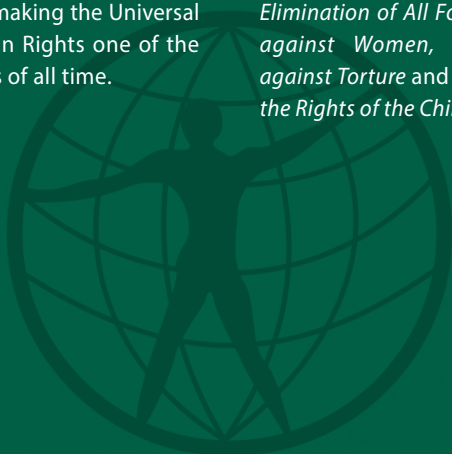 making the Universal
n Rights one of the
s of all time.
Elimination of All Fo
against Women,
against Torture and
the Rights of the Chi